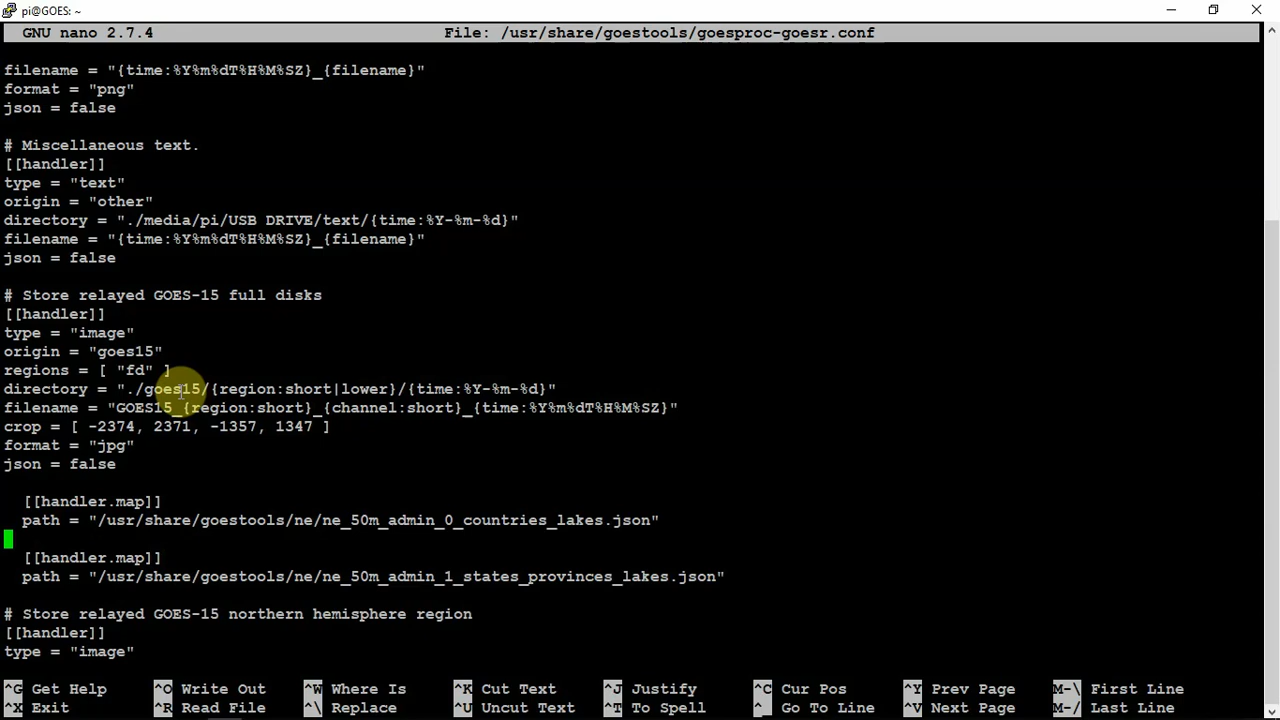 pi@GOES: ~
GNU nano 2.7.4 File: /usr/share/goestools/goesproc-goesr.conf
filename = "{time:%Y%m%dT%H%M%SZ}_{filename}"
format = "png"
json = false
# Miscellaneous text.
[[handler]]
type = "text"
origin = "other"
directory = "./media/pi/USB DRIVE/text/{time:%Y-%m-%d}"
filename = "{time:%Y%m%dT%H%M%SZ}_{filename}"
json = false
# Store relayed GOES-15 full disks
[[handler]]
type = "image"
origin = "goes15"
regions = [ "fd" ]
directory = "./goes15/{region:short|lower}/{time:%Y-%m-%d}"
filename = "GOES15_{region:short}_{channel:short}_{time:%Y%m%dT%H%M%SZ}"
crop = [ -2374, 2371, -1357, 1347 ]
format = "jpg"
json = false
[[handler.map]]
path = "/usr/share/goestools/ne/ne_50m_admin_0_countries_lakes.json"
[[handler.map]]
path = "/usr/share/goestools/ne/ne_50m_admin_1_states_provinces_lakes.json"
# Store relayed GOES-15 northern hemisphere region
[[handler]]
type = "image"
^G Get Help ^O Write Out ^W Where Is ^K Cut Text ^J Justify ^C Cur Pos ^Y Prev Page M-\ First Line
^X Exit ^R Read File ^\ Replace ^U Uncut Text ^T To Spell ^_ Go To Line ^V Next Page M-/ Last Line